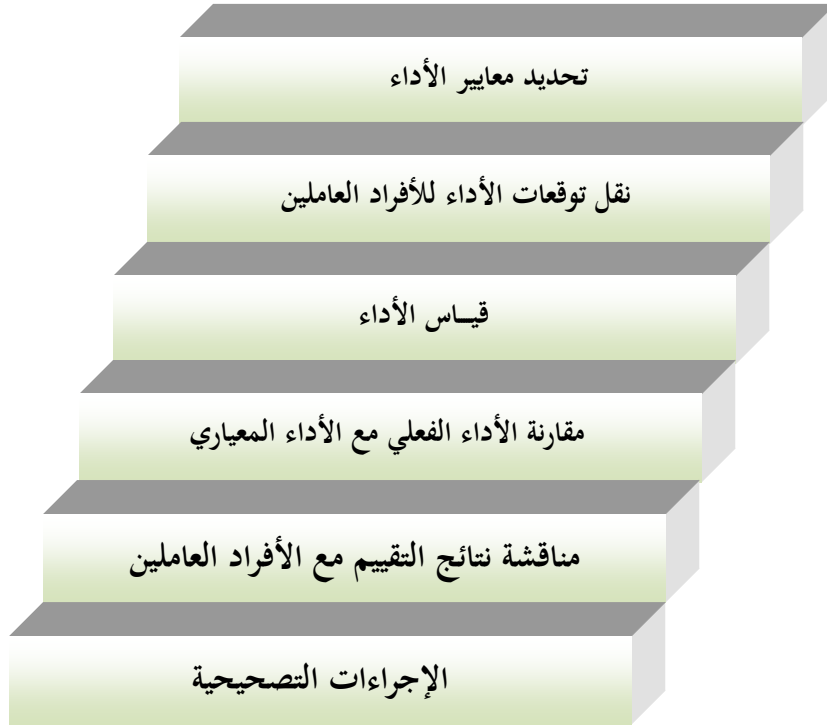 تحديد معايير الأداء
نقل توقعات الأداء للأفراد العاملين
قيــاس الأداء
مقارنة الأداء الفعلي مع الأداء المعياري
مناقشة نتائج التقييم مع الأفراد العاملين
الإجراءات التصحيحية